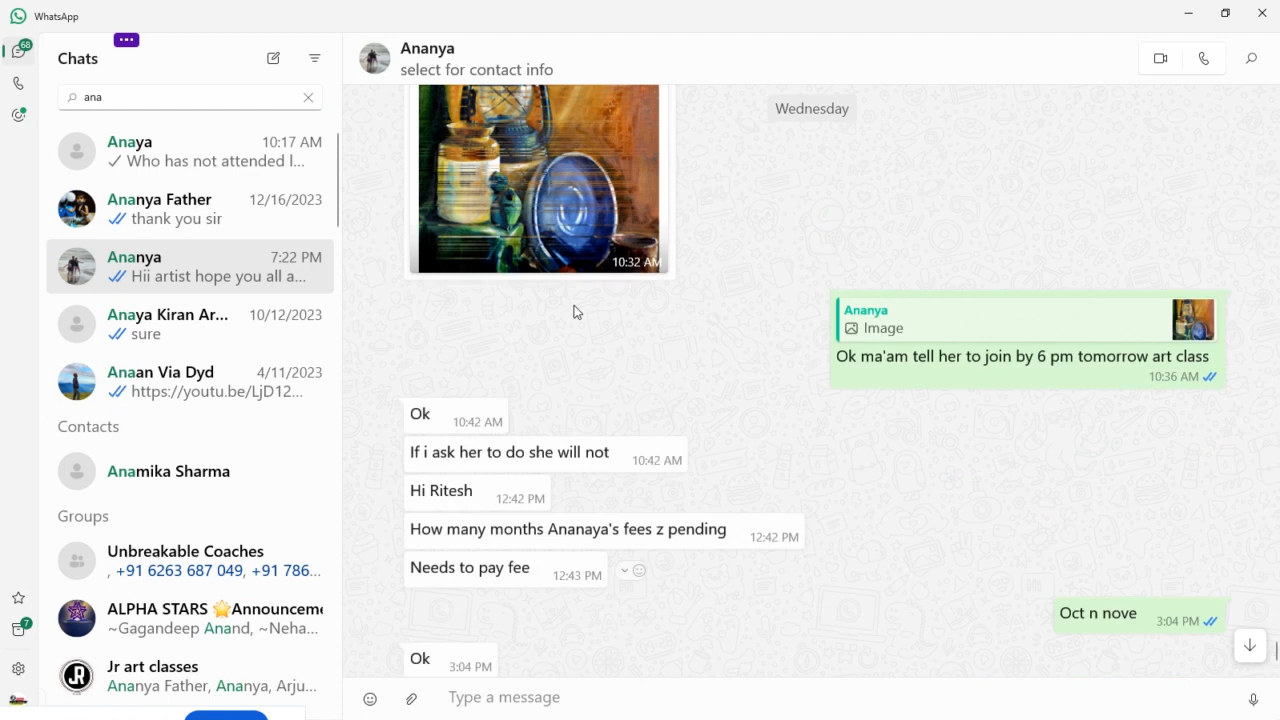 WhatsApp
68
Chats
ana
Anaya 10:17 AM
Who has not attended l...
Ananya Father 12/16/2023
thank you sir
Ananya 7:22 PM
Hii artist hope you all a...
Anaya Kiran Ar... 10/12/2023
sure
Anaan Via Dyd 4/11/2023
https://youtu.be/LjD12...
Contacts
Anamika Sharma
Groups
Unbreakable Coaches
, +91 6263 687 049, +91 786...
ALPHA STARS 🌟Announceme
~Gagandeep Anand, ~Neha...
7
Jr art classes
Ananya Father, Ananya, Arju...
JR
Ananya
select for contact info
Wednesday
10:32 AM
Ananya
Image
Ok ma'am tell her to join by 6 pm tomorrow art class
10:36 AM
Ok 10:42 AM
If i ask her to do she will not 10:42 AM
Hi Ritesh 12:42 PM
How many months Ananaya's fees z pending 12:42 PM
Needs to pay fee 12:43 PM
Oct n nove 3:04 PM
Ok 3:04 PM
Type a message